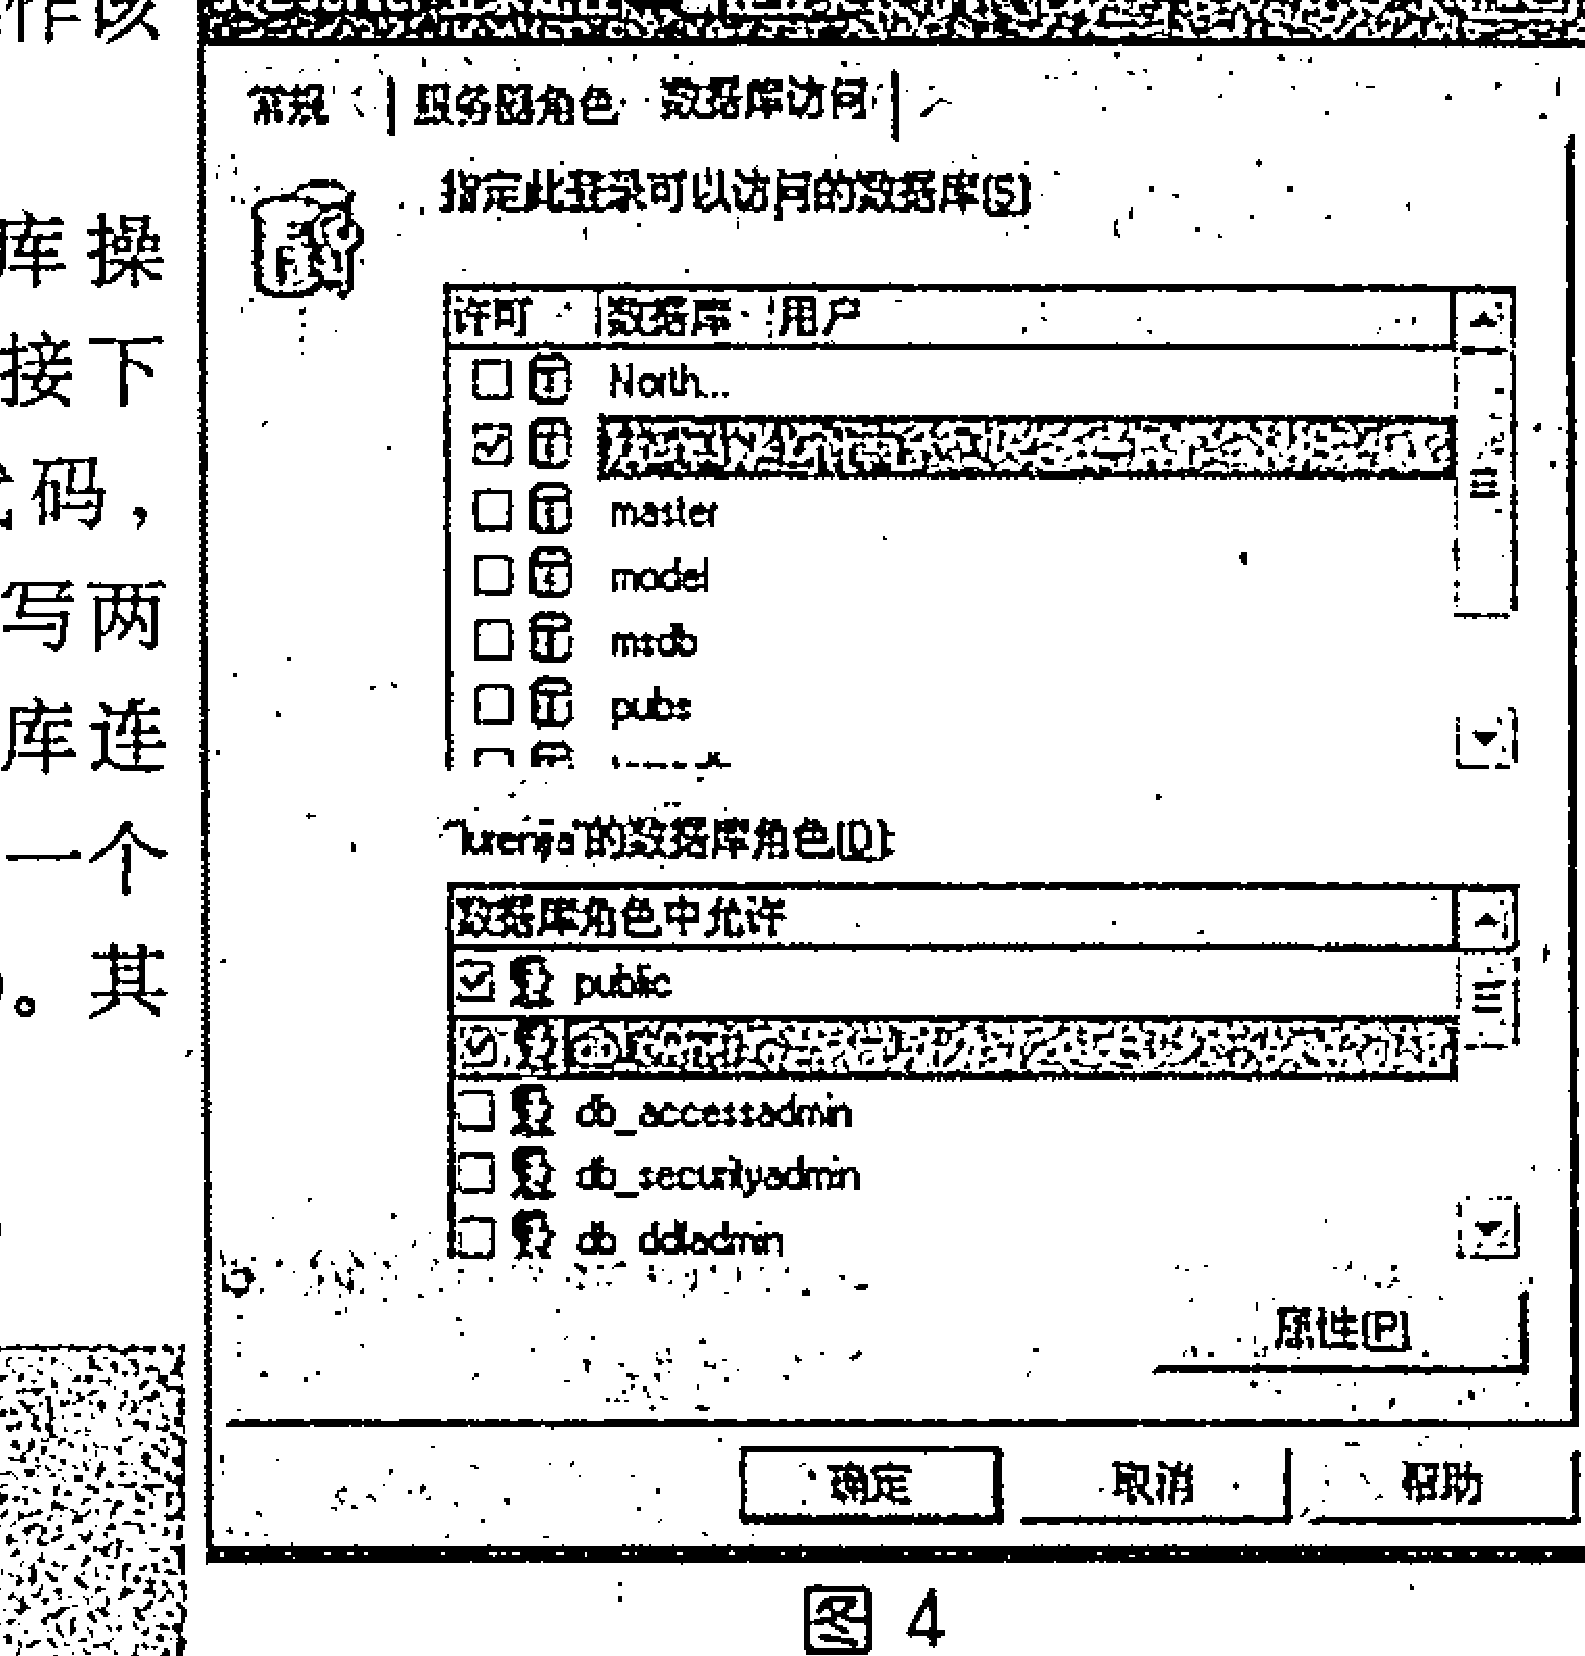 作该
库操
接下
码，
写两
库连
一个
。其
常规 服务器角色 数据库访问
指定此登录可以访问的数据库(S)
许可 数据库 用户
North...
master
model
msdb
pubs
的数据库角色(D):
数据库角色中允许
public
db_accessadmin
db_securityadmin
db_ddladmin
属性(P)
确定 取消 帮助
图 4